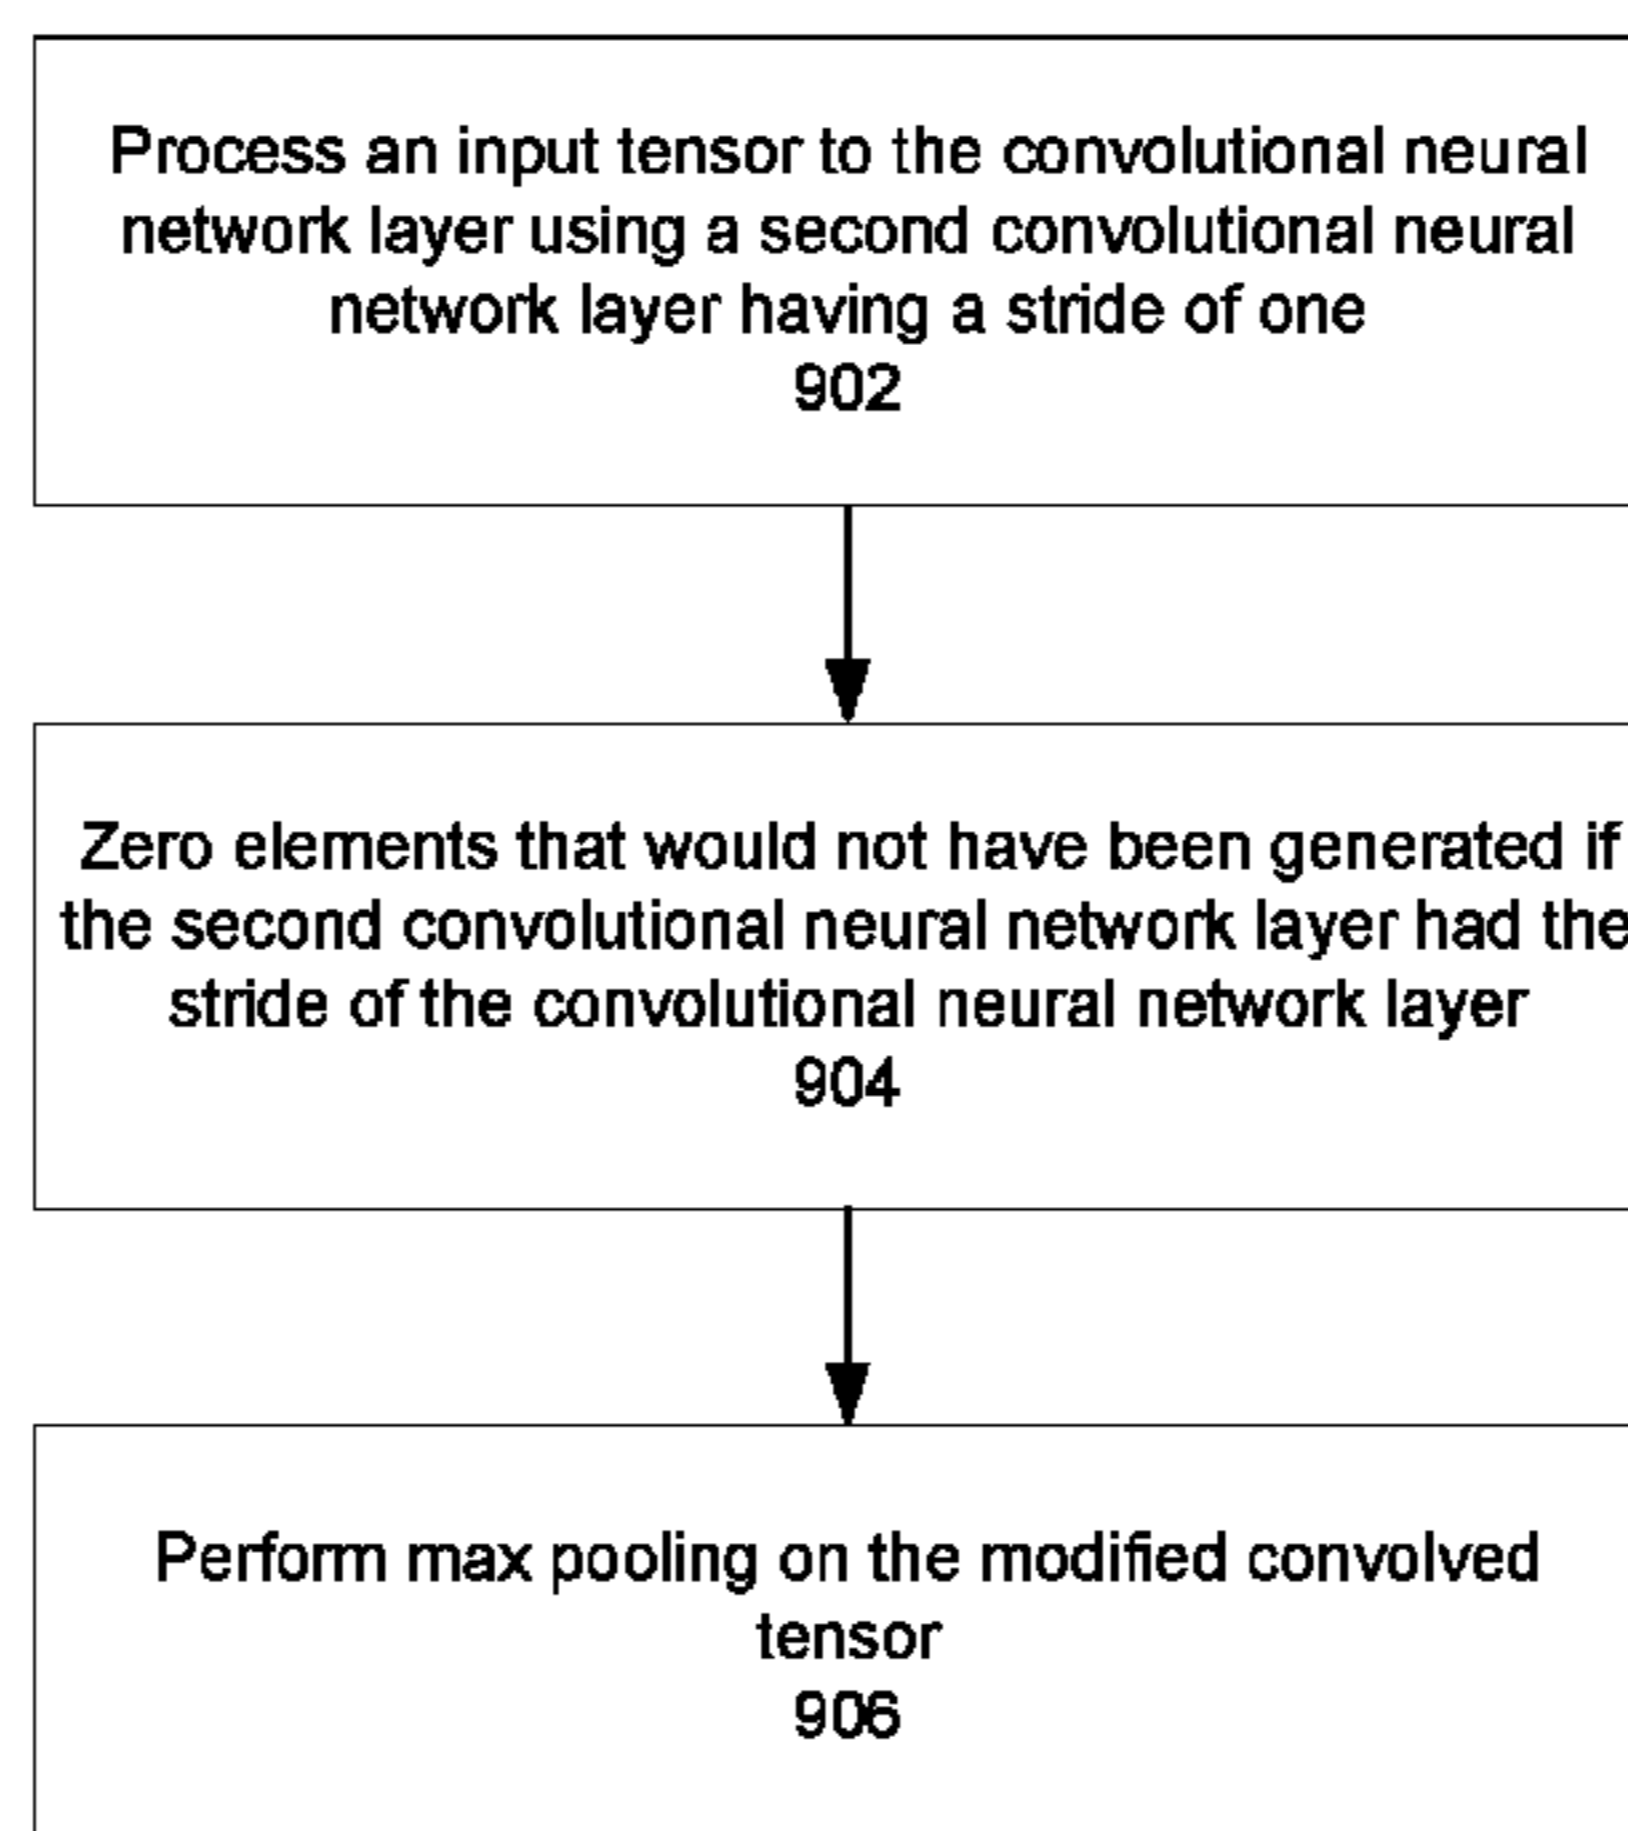 Process an input tensor to the convolutional neural
network layer using a second convolutional neural
network layer having a stride of one
902
Zero elements that would not have been generated if
the second convolutional neural network layer had the
stride of the convolutional neural network layer
904
Perform max pooling on the modified convolved
tensor
906